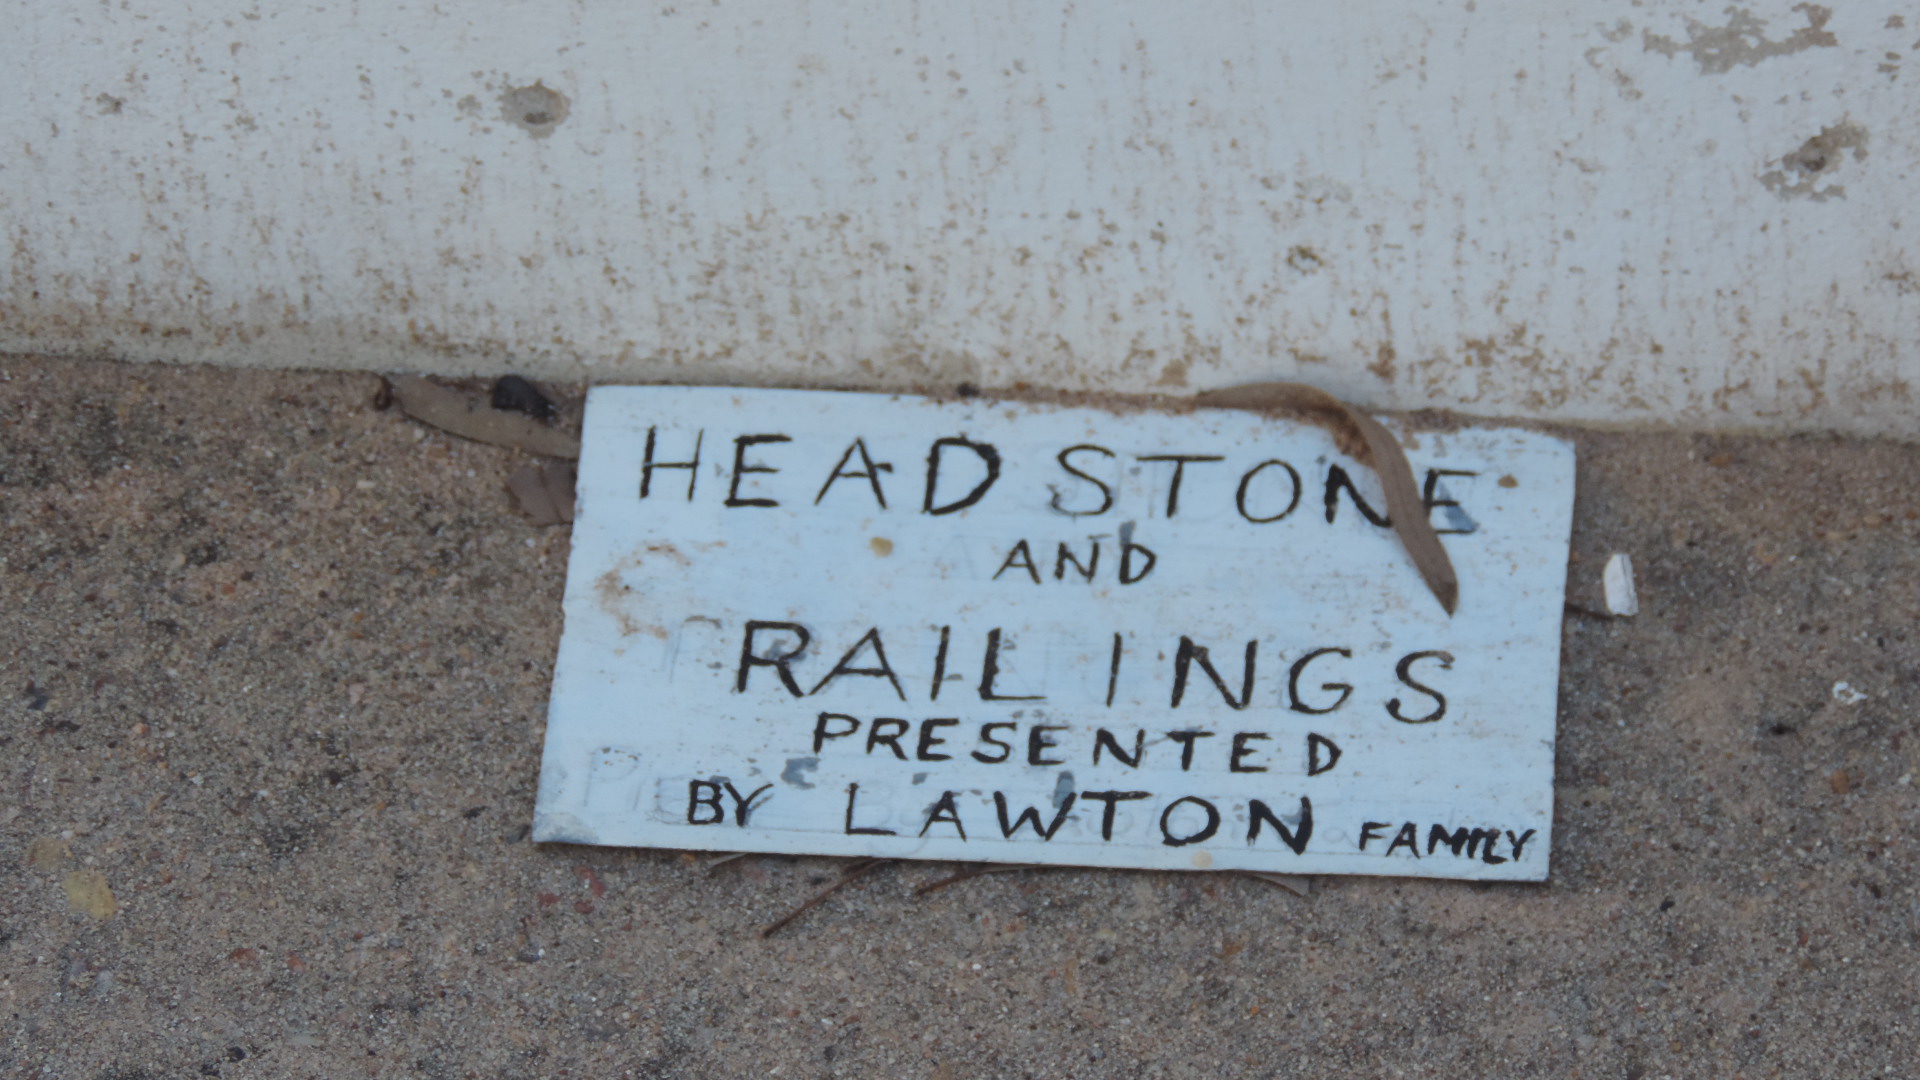 HEADSTONE
AND
RAILINGS
PRESENTED
BY LAWTON FAMILY